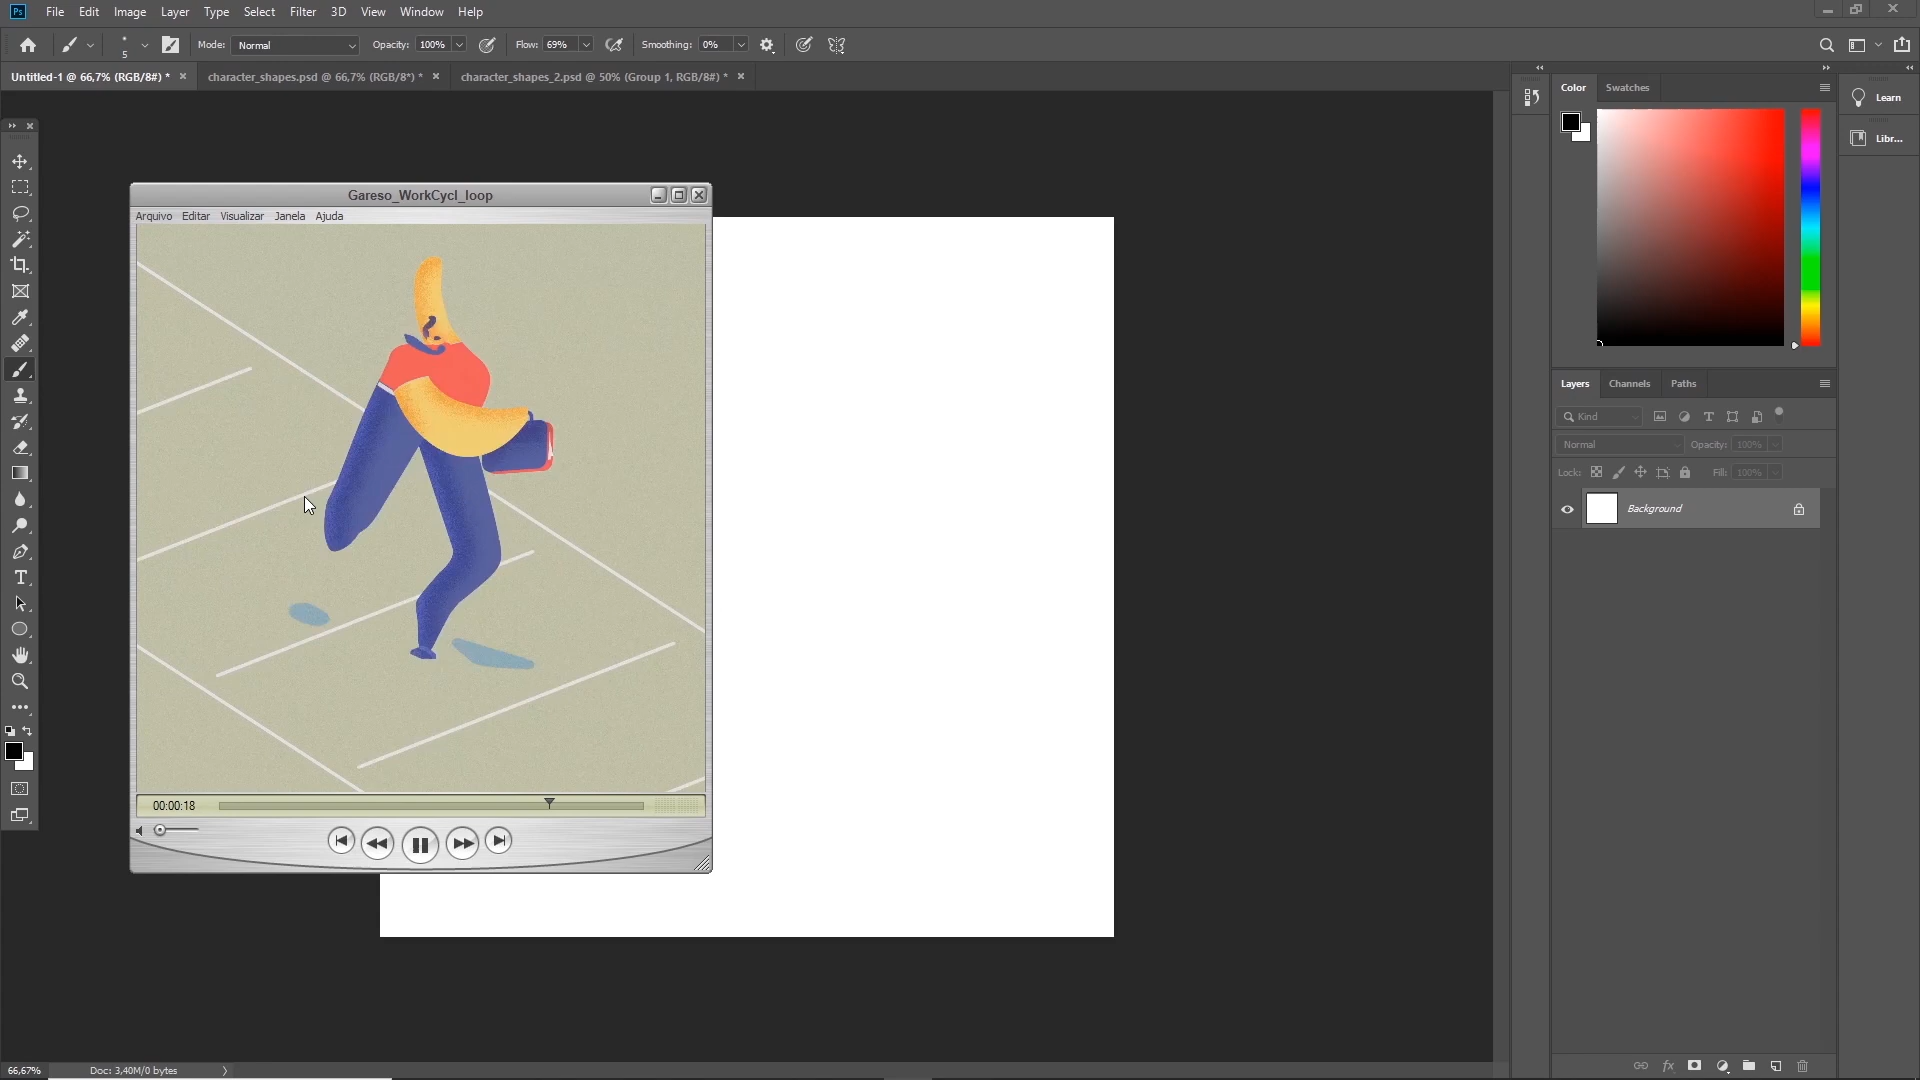 Ps File Edit Image Layer Type Select Filter 3D View Window Help
5 Mode: Normal Opacity: 100% Flow: 69% Smoothing: 0%
Untitled-1 @ 66,7% (RGB/8#) * character_shapes.psd @ 66,7% (RGB/8*) * character_shapes_2.psd @ 50% (Group 1, RGB/8#) *
Color Swatches
Learn
Libr...
Gareso_WorkCycl_loop
Arquivo Editar Visualizar Janela Ajuda
Layers Channels Paths
Kind
Normal Opacity: 100%
Lock: Fill: 100%
Background
00:00:18
66,67% Doc: 3,40M/0 bytes